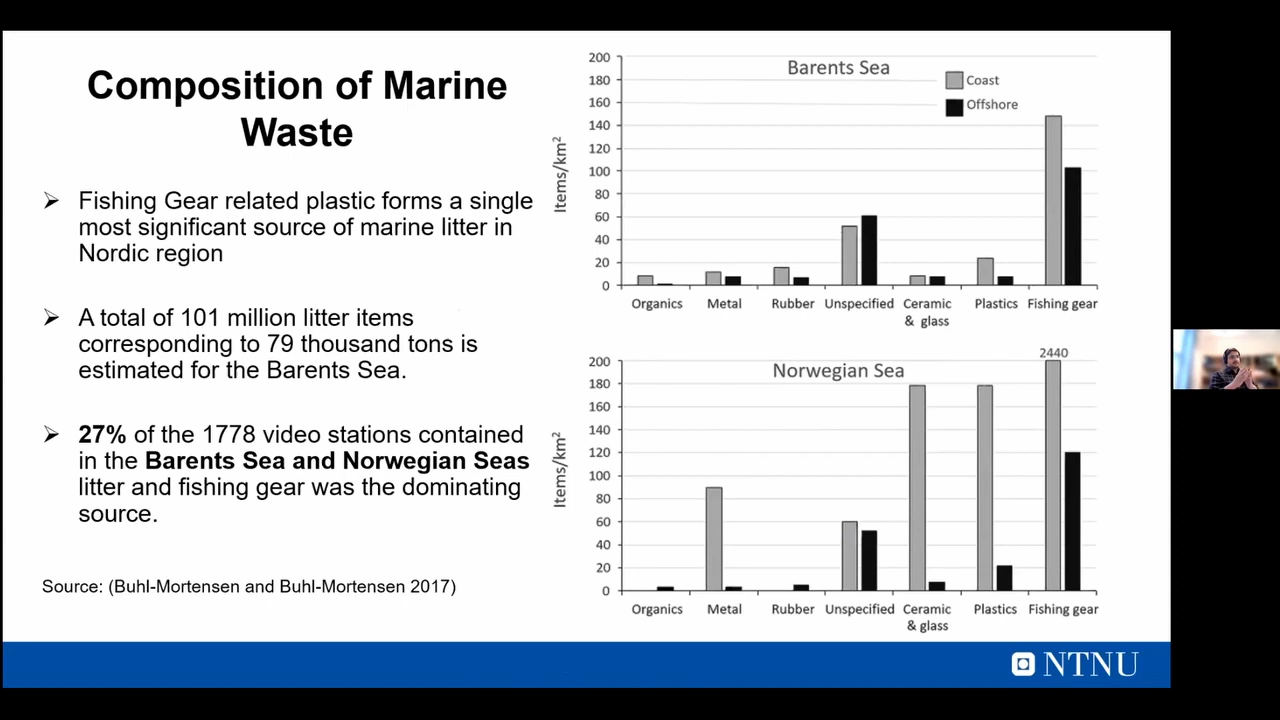 Composition of Marine
Waste
➢ Fishing Gear related plastic forms a single
most significant source of marine litter in
Nordic region
➢ A total of 101 million litter items
corresponding to 79 thousand tons is
estimated for the Barents Sea.
➢ 27% of the 1778 video stations contained
in the Barents Sea and Norwegian Seas
litter and fishing gear was the dominating
source.
Source: (Buhl-Mortensen and Buhl-Mortensen 2017)
Barents Sea
Coast
Offshore
Items/km²
200
180
160
140
120
100
80
60
40
20
0
Organics Metal Rubber Unspecified Ceramic Plastics Fishing gear
& glass
Norwegian Sea
2440
Items/km²
200
180
160
140
120
100
80
60
40
20
0
Organics Metal Rubber Unspecified Ceramic Plastics Fishing gear
& glass
NTNU